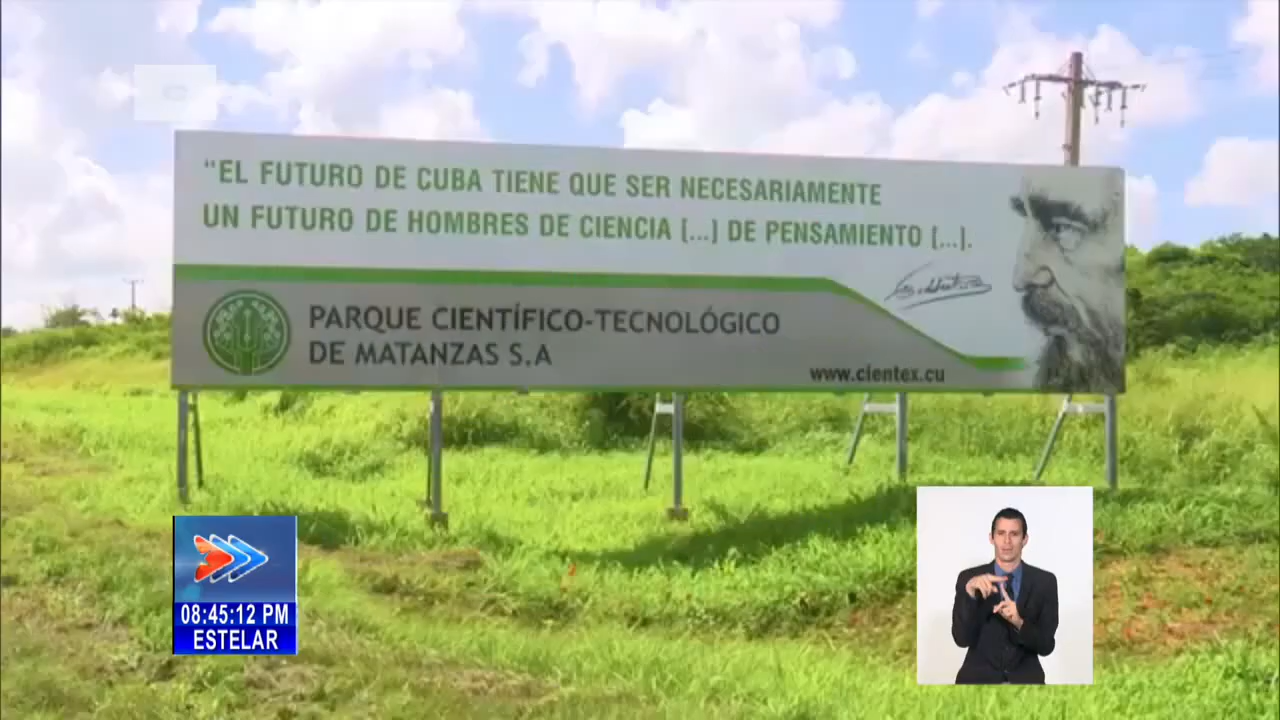 "EL FUTURO DE CUBA TIENE QUE SER NECESARIAMENTE
UN FUTURO DE HOMBRES DE CIENCIA (...) DE PENSAMIENTO (...).
PARQUE CIENTÍFICO-TECNOLÓGICO
DE MATANZAS S.A
www.cientex.cu
08:45:12 PM
ESTELAR